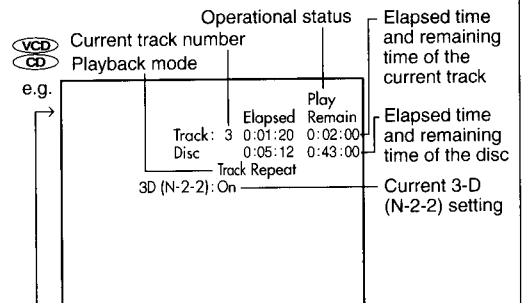 Operational status
VCD
CD
Current track number
Playback mode
Elapsed time
and remaining
time of the
current track
e.g.
Play
Elapsed Remain
Track: 3 0:01:20 0:02:00
Disc 0:05:12 0:43:00
Track Repeat
3D (N-2-2): On
Elapsed time
and remaining
time of the disc
Current 3-D
(N-2-2) setting